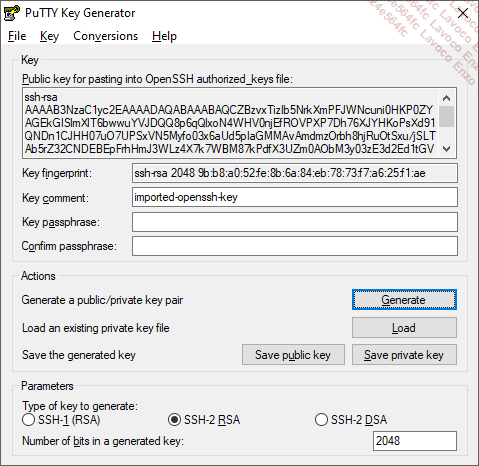 PuTTY Key Generator
File Key Conversions Help
Key
Public key for pasting into OpenSSH authorized_keys file:
ssh-rsa
AAAAB3NzaC1yc2EAAAADAQABAAABAQCZBzvxTizlb5NrkXmPFJWNcuni0HKP0ZY
AGEkGISlmXlT6bwwuYVJDQQ8p6qQlxoN4WHV0njEfROVPXP7Dh76XJYHKoPsXd91
QNDn1CJHH07uO7UPSxVN5Myfo03x6aUd5plaGMMAvAmdmzOrbh8hjRuOtSxu/jSLT
Ab5rZ32CNDEBEpFrhHmJ3WLz4X7k7WBM87kPdfX3UZm0AObM3y03zE3d2Ed1tGV
Key fingerprint: ssh-rsa 2048 9b:b8:a0:52:fe:8b:6a:84:eb:78:73:f7:a6:25:f1:ae
Key comment: imported-openssh-key
Key passphrase:
Confirm passphrase:
Actions
Generate a public/private key pair Generate
Load an existing private key file Load
Save the generated key Save public key Save private key
Parameters
Type of key to generate:
SSH-1 (RSA) SSH-2 RSA SSH-2 DSA
Number of bits in a generated key: 2048
Lavoco Enzo